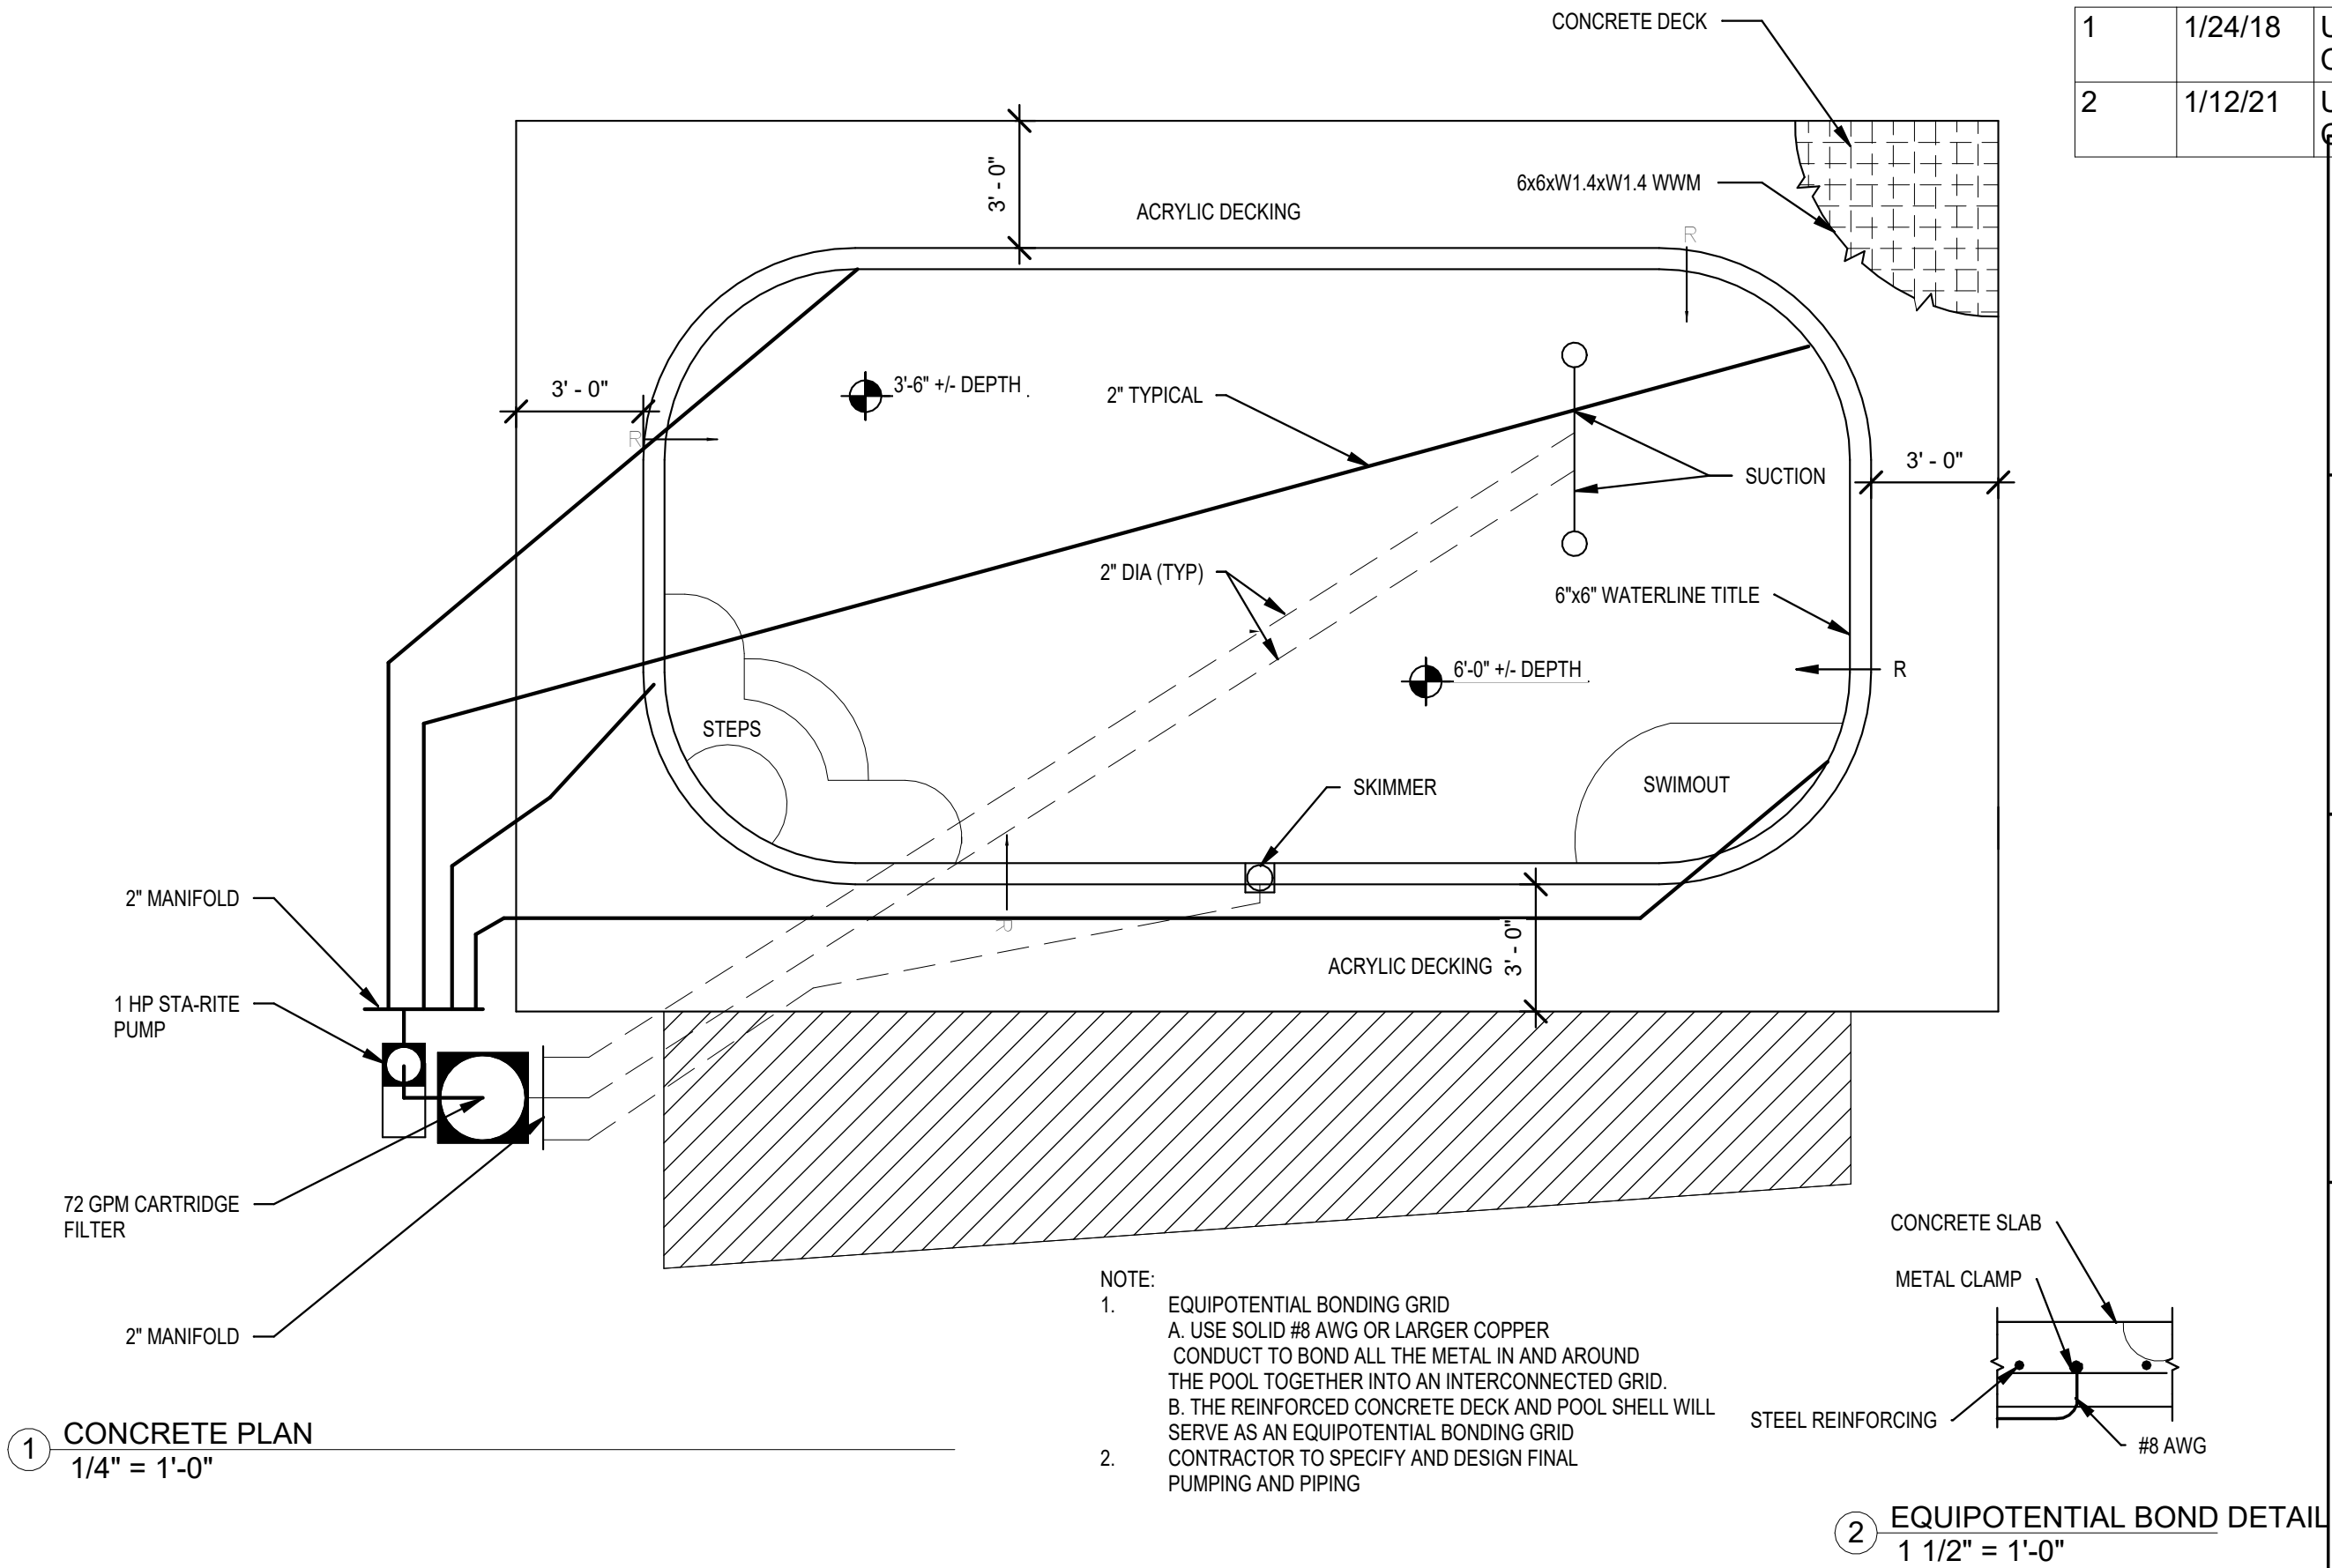 CONCRETE DECK
1 1/24/18
2 1/12/21
3' - 0"
6x6xW1.4xW1.4 WWM
ACRYLIC DECKING
R
3' - 0"
3'-6" +/- DEPTH
2" TYPICAL
R
3' - 0"
SUCTION
2" DIA (TYP)
6"x6" WATERLINE TITLE
6'-0" +/- DEPTH
R
STEPS
SKIMMER
SWIMOUT
2" MANIFOLD
R
3' - 0"
ACRYLIC DECKING
1 HP STA-RITE
PUMP
72 GPM CARTRIDGE
FILTER
2" MANIFOLD
NOTE:
1. EQUIPOTENTIAL BONDING GRID
A. USE SOLID #8 AWG OR LARGER COPPER
CONDUCT TO BOND ALL THE METAL IN AND AROUND
THE POOL TOGETHER INTO AN INTERCONNECTED GRID.
B. THE REINFORCED CONCRETE DECK AND POOL SHELL WILL
SERVE AS AN EQUIPOTENTIAL BONDING GRID
2. CONTRACTOR TO SPECIFY AND DESIGN FINAL
PUMPING AND PIPING
CONCRETE SLAB
METAL CLAMP
STEEL REINFORCING
#8 AWG
1 CONCRETE PLAN
1/4" = 1'-0"
2 EQUIPOTENTIAL BOND DETAIL
1 1/2" = 1'-0"